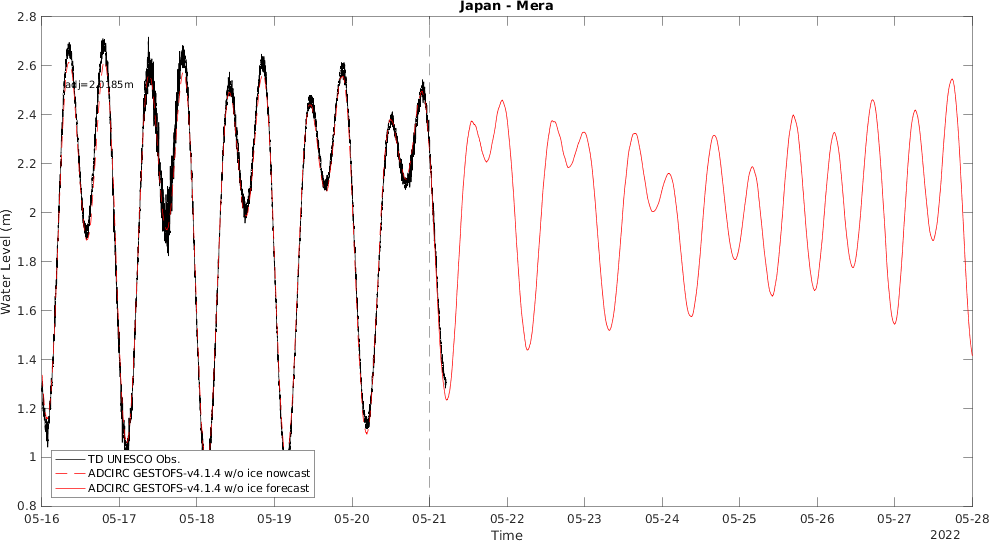 Japan - Mera
2.8
2.6
2.4
2.2
2
1.8
1.6
1.4
1.2
1
0.8
Water Level (m)
adj=2.0185m
TD UNESCO Obs.
ADCIRC GESTOFS-v4.1.4 w/o ice nowcast
ADCIRC GESTOFS-v4.1.4 w/o ice forecast
05-16 05-17 05-18 05-19 05-20 05-21 05-22 05-23 05-24 05-25 05-26 05-27 05-28
Time
2022